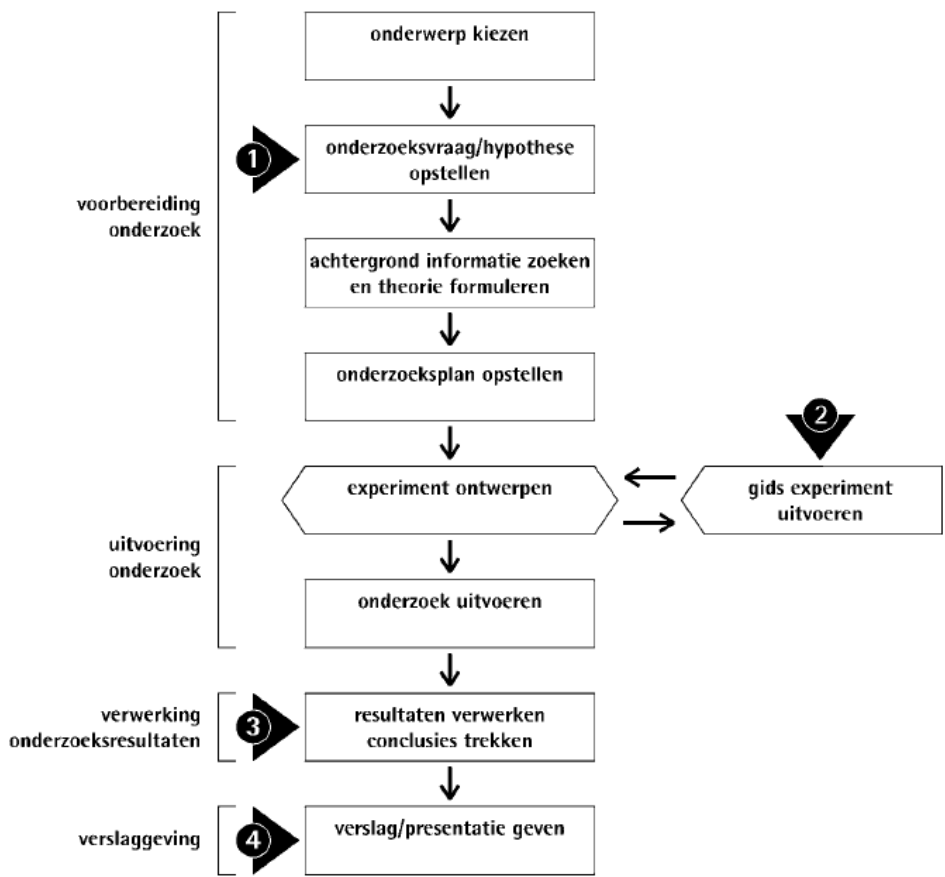 onderwerp kiezen
1
onderzoeksvraag/hypothese
opstellen
voorbereiding
onderzoek
achtergrond informatie zoeken
en theorie formuleren
onderzoeksplan opstellen
2
experiment ontwerpen
gids experiment
uitvoeren
uitvoering
onderzoek
onderzoek uitvoeren
verwerking
onderzoeksresultaten
3
resultaten verwerken
conclusies trekken
verslaggeving
4
verslag/presentatie geven